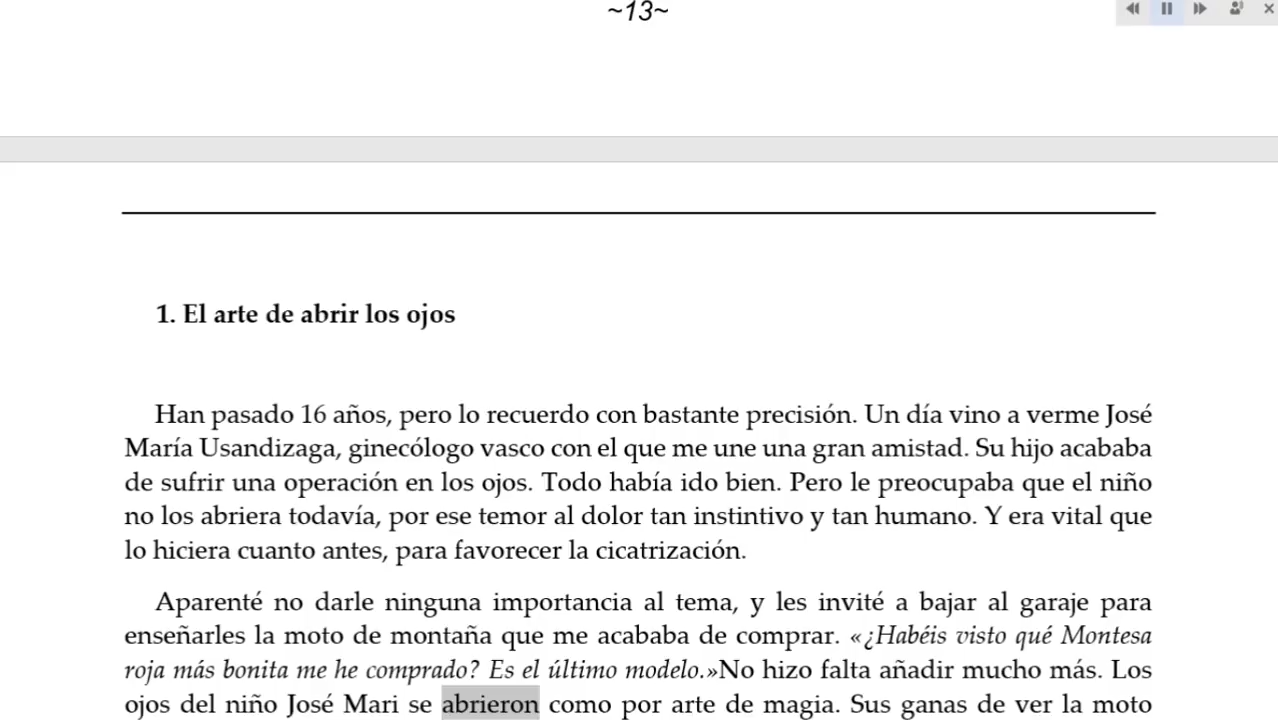 ~13~
1. El arte de abrir los ojos
Han pasado 16 años, pero lo recuerdo con bastante precisión. Un día vino a verme José
María Usandizaga, ginecólogo vasco con el que me une una gran amistad. Su hijo acababa
de sufrir una operación en los ojos. Todo había ido bien. Pero le preocupaba que el niño
no los abriera todavía, por ese temor al dolor tan instintivo y tan humano. Y era vital que
lo hiciera cuanto antes, para favorecer la cicatrización.
Aparenté no darle ninguna importancia al tema, y les invité a bajar al garaje para
enseñarles la moto de montaña que me acababa de comprar. «¿Habéis visto qué Montesa
roja más bonita me he comprado? Es el último modelo.»No hizo falta añadir mucho más. Los
ojos del niño José Mari se abrieron como por arte de magia. Sus ganas de ver la moto